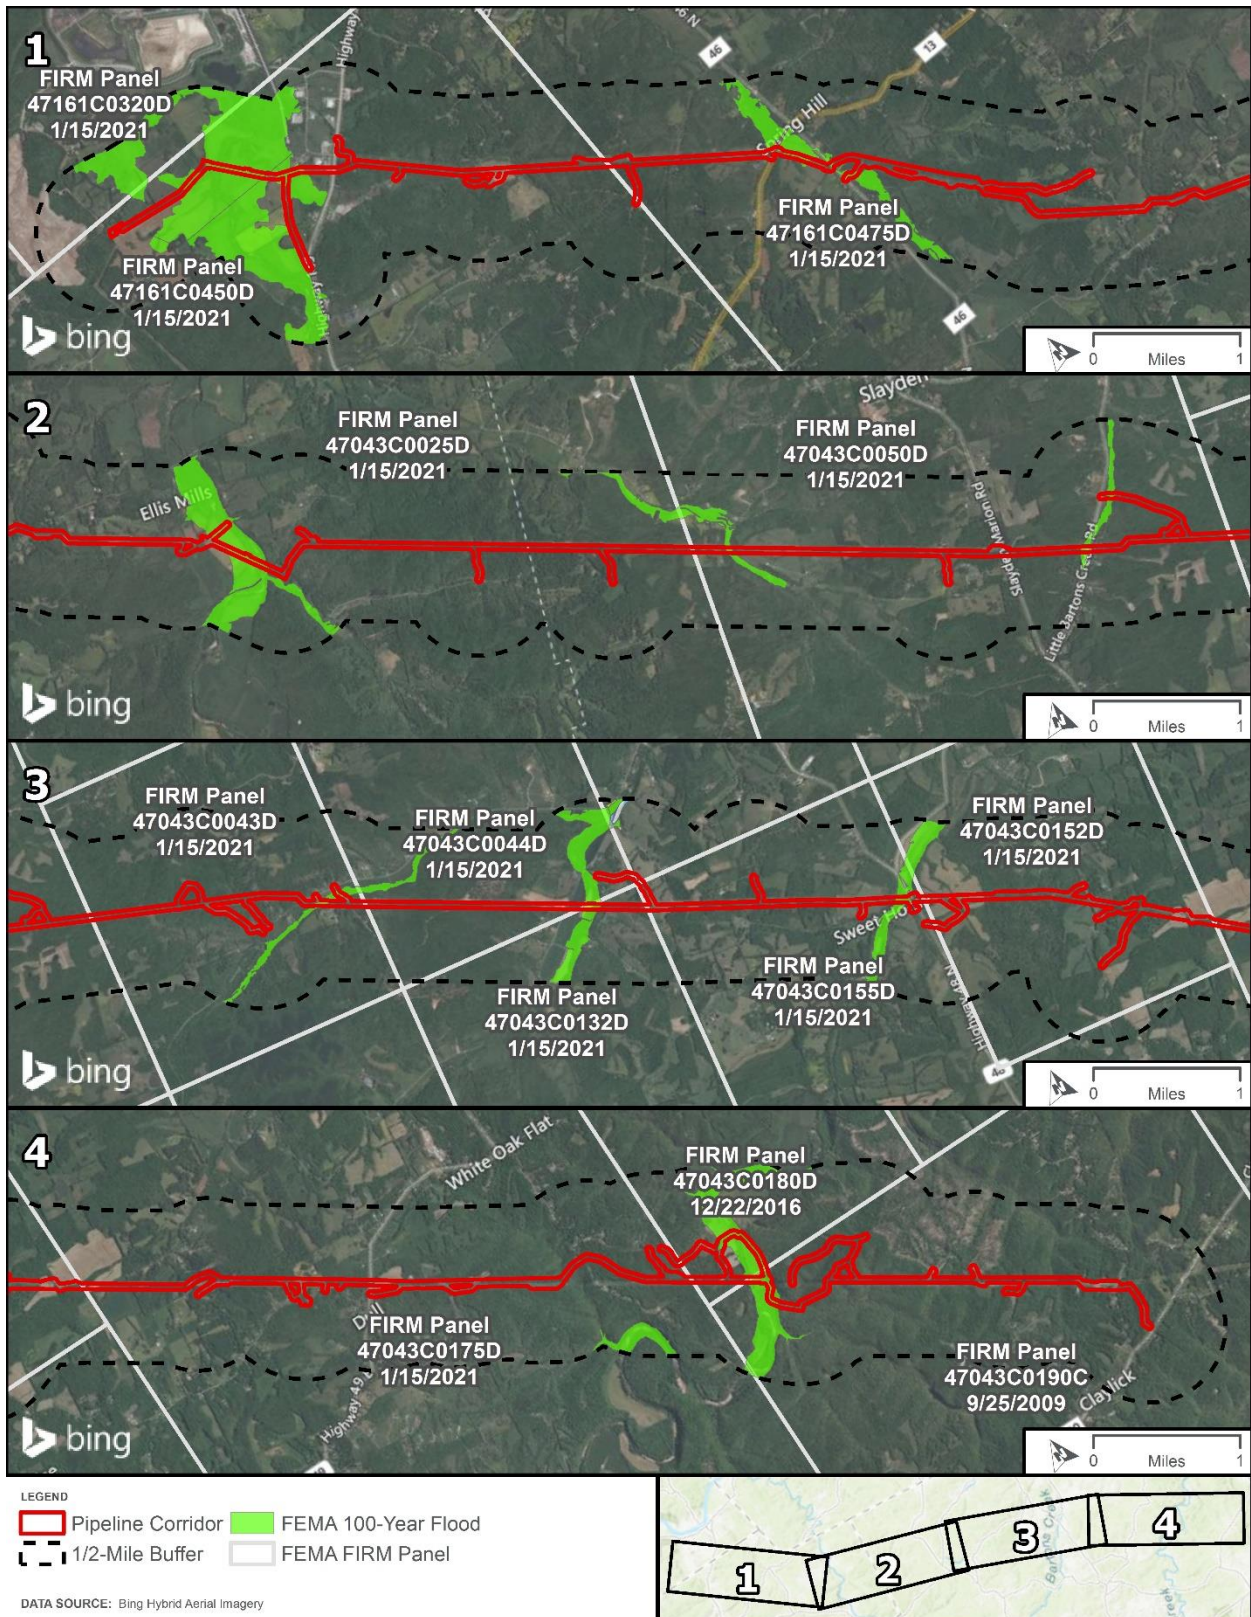 1
FIRM Panel
47161C0320D
1/15/2021
Highway
46
13
Spring Hill
FIRM Panel
47161C0475D
1/15/2021
FIRM Panel
47161C0450D
1/15/2021
46
bing
N
0 Miles 1
2
FIRM Panel
47043C0025D
1/15/2021
Slayden
FIRM Panel
47043C0050D
1/15/2021
Ellis Mills
Slayden Marion Rd
Little Bartons Creek Rd
bing
N
0 Miles 1
3
FIRM Panel
47043C0043D
1/15/2021
FIRM Panel
47043C0044D
1/15/2021
FIRM Panel
47043C0152D
1/15/2021
Sweet Ho
FIRM Panel
47043C0155D
1/15/2021
FIRM Panel
47043C0132D
1/15/2021
Highway 48 N
bing
N
0 Miles 1
4
White Oak Flat
FIRM Panel
47043C0180D
12/22/2016
FIRM Panel
47043C0175D
1/15/2021
FIRM Panel
47043C0190C
9/25/2009
Highway 49
Claylick
bing
N
0 Miles 1
LEGEND
Pipeline Corridor
FEMA 100-Year Flood
1/2-Mile Buffer
FEMA FIRM Panel
DATA SOURCE: Bing Hybrid Aerial Imagery
1
2
3
4
Bartons Creek
reek